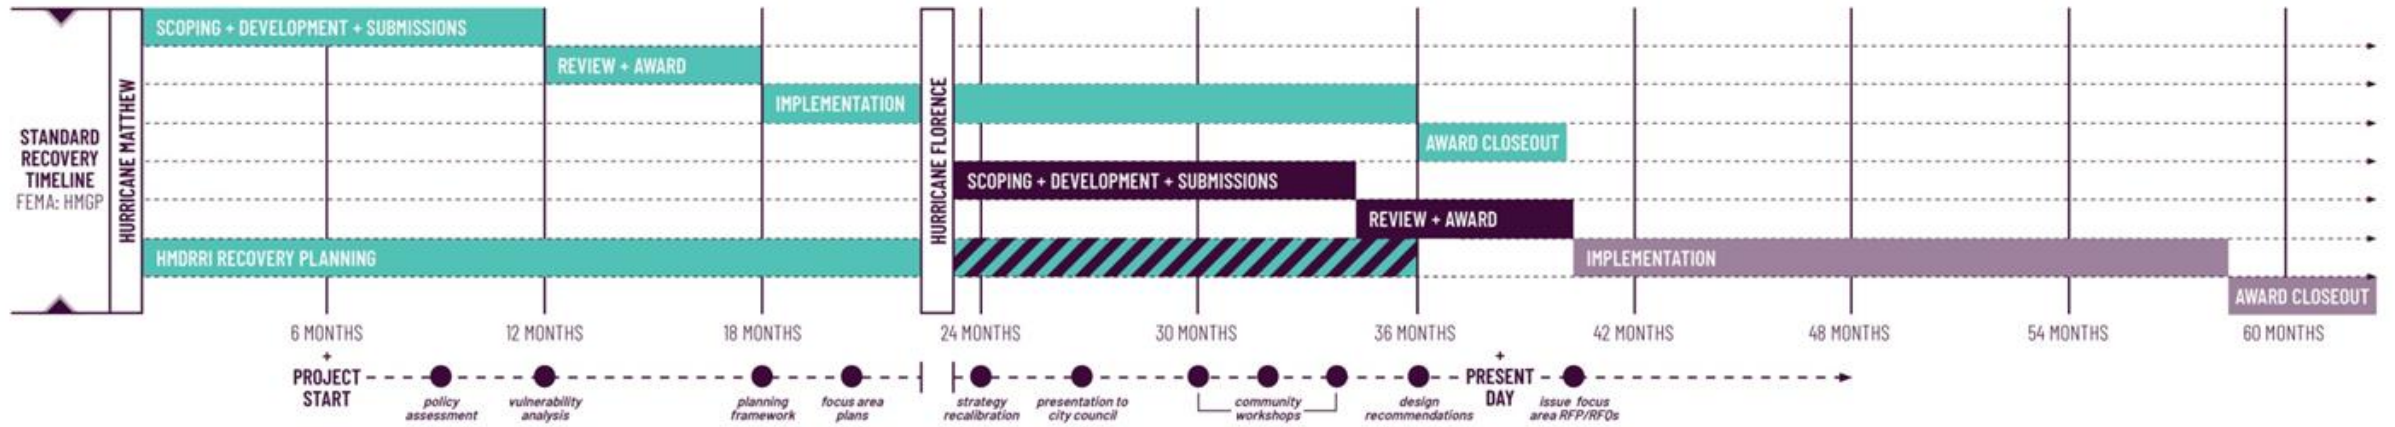 SCOPING + DEVELOPMENT + SUBMISSIONS
REVIEW + AWARD
IMPLEMENTATION
AWARD CLOSEOUT
STANDARD
RECOVERY
TIMELINE
FEMA: HMGP
HURRICANE MATTHEW
HURRICANE FLORENCE
SCOPING + DEVELOPMENT + SUBMISSIONS
REVIEW + AWARD
HMDRRI RECOVERY PLANNING
IMPLEMENTATION
AWARD CLOSEOUT
6 MONTHS
12 MONTHS
18 MONTHS
24 MONTHS
30 MONTHS
36 MONTHS
42 MONTHS
48 MONTHS
54 MONTHS
60 MONTHS
+
PROJECT
START
policy
assessment
vulnerability
analysis
planning
framework
focus area
plans
strategy
recalibration
presentation to
city council
community
workshops
design
recommendations
+
PRESENT
DAY
issue focus
area RFP/RFQs